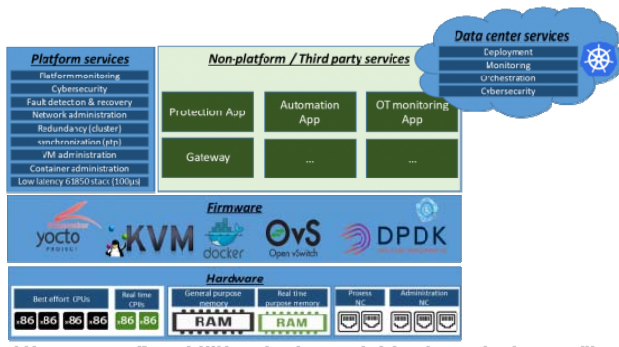 Platform services
Platform monitoring
Cybersecurity
Fault detection & recovery
Network administration
Redundancy (cluster)
synchronization (ptp)
VM administration
Container administration
Low latency 61850 stack (100µs)
Non-platform / Third party services
Protection App
Automation App
OT monitoring App
Gateway
...
...
Data center services
Deployment
Monitoring
Orchestration
Cybersecurity
Firmware
yocto
PROJECT
KVM
docker
OvS
Open vSwitch
DPDK
Hardware
Best effort CPUs
x86 x86 x86 x86
Real time CPUs
x86 x86
General purpose memory
RAM
Real time purpose memory
RAM
Process NC
Administration NC